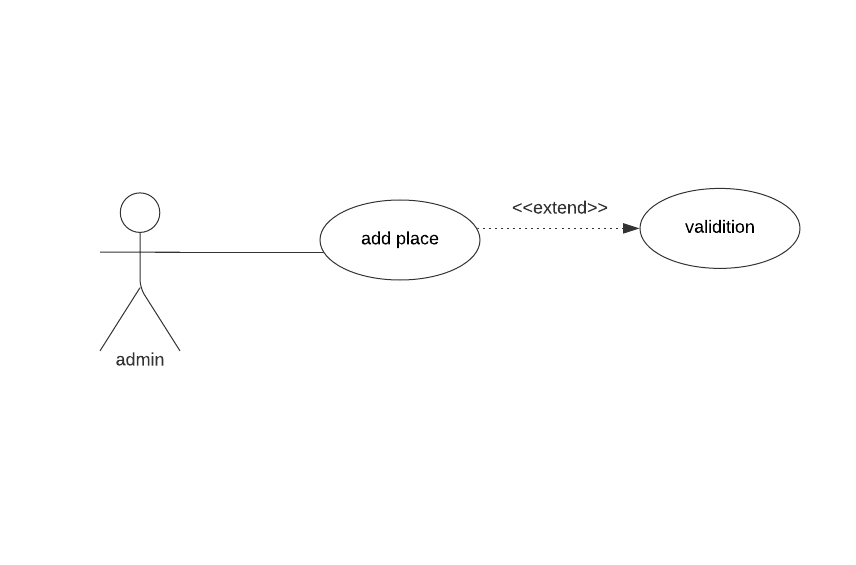 <<extend>>
add place
validition
admin